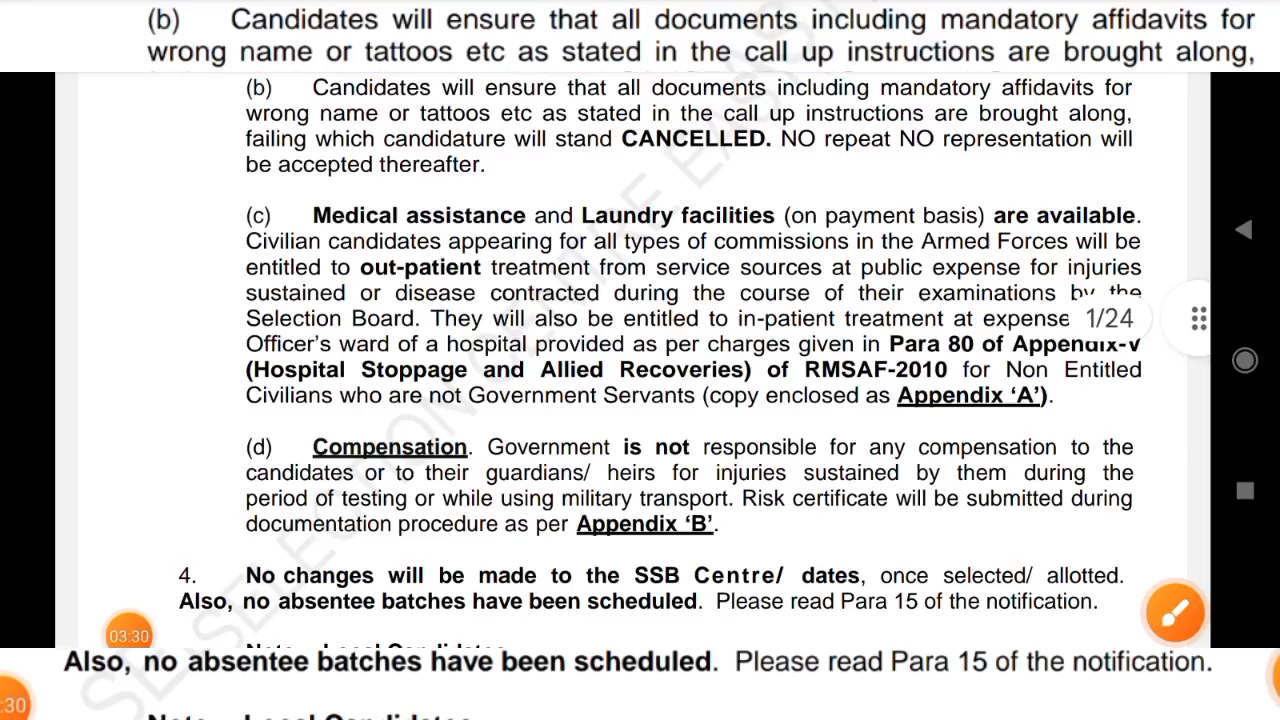 (b) Candidates will ensure that all documents including mandatory affidavits for
wrong name or tattoos etc as stated in the call up instructions are brought along,
(b) Candidates will ensure that all documents including mandatory affidavits for
wrong name or tattoos etc as stated in the call up instructions are brought along,
failing which candidature will stand CANCELLED. NO repeat NO representation will
be accepted thereafter.
(c) Medical assistance and Laundry facilities (on payment basis) are available.
Civilian candidates appearing for all types of commissions in the Armed Forces will be
entitled to out-patient treatment from service sources at public expense for injuries
sustained or disease contracted during the course of their examinations by the
Selection Board. They will also be entitled to in-patient treatment at expense
1/24
Officer's ward of a hospital provided as per charges given in Para 80 of Appendix-V
(Hospital Stoppage and Allied Recoveries) of RMSAF-2010 for Non Entitled
Civilians who are not Government Servants (copy enclosed as Appendix 'A').
(d) Compensation. Government is not responsible for any compensation to the
candidates or to their guardians/ heirs for injuries sustained by them during the
period of testing or while using military transport. Risk certificate will be submitted during
documentation procedure as per Appendix 'B'.
4. No changes will be made to the SSB Centre/ dates, once selected/ allotted.
Also, no absentee batches have been scheduled. Please read Para 15 of the notification.
03:30
Also, no absentee batches have been scheduled. Please read Para 15 of the notification.
:30
SELECTION CENTRE EAST